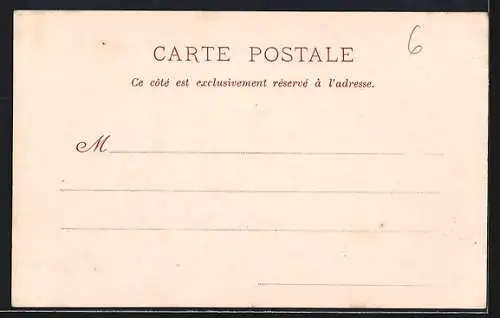 6
CARTE POSTALE
Ce côté est exclusivement réservé à l'adresse.
M